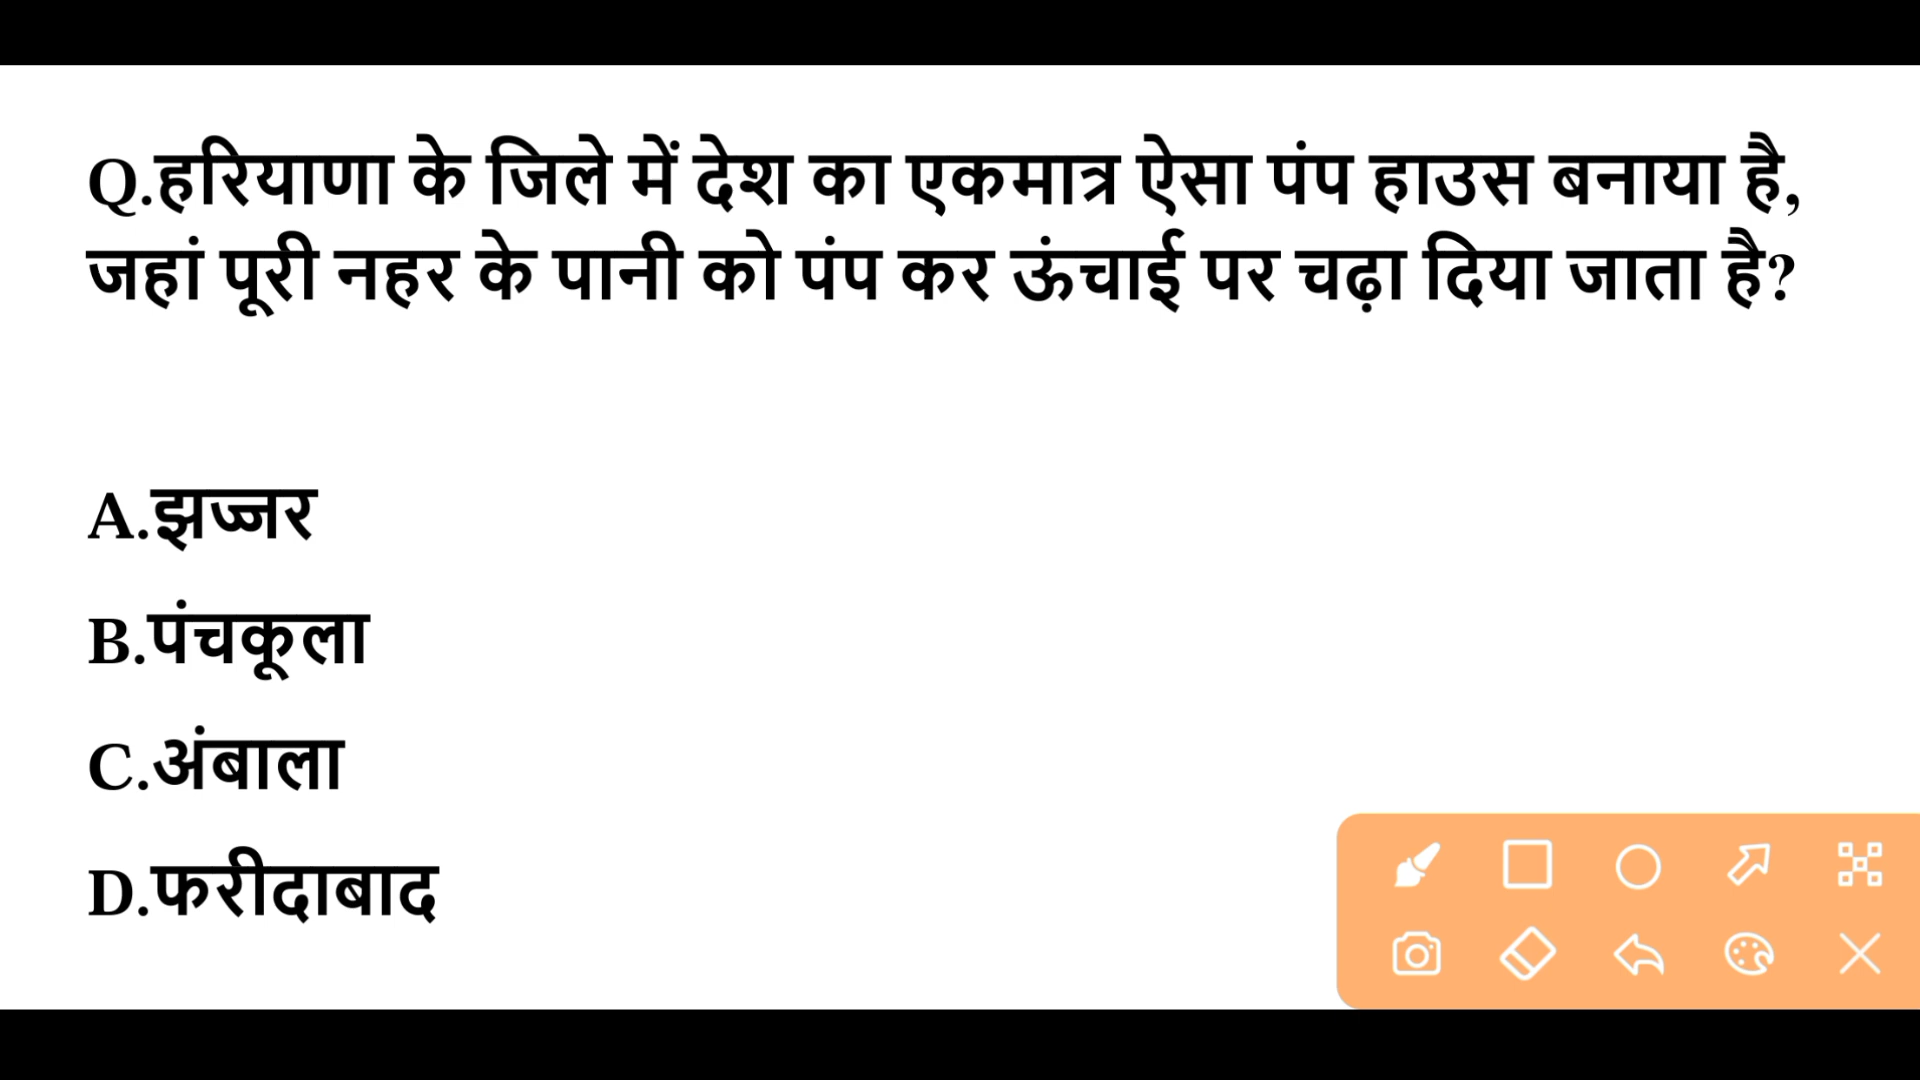 Q.हरियाणा के जिले में देश का एकमात्र ऐसा पंप हाउस बनाया है,
जहां पूरी नहर के पानी को पंप कर ऊंचाई पर चढ़ा दिया जाता है?
A.झज्जर
B.पंचकूला
C.अंबाला
D.फरीदाबाद